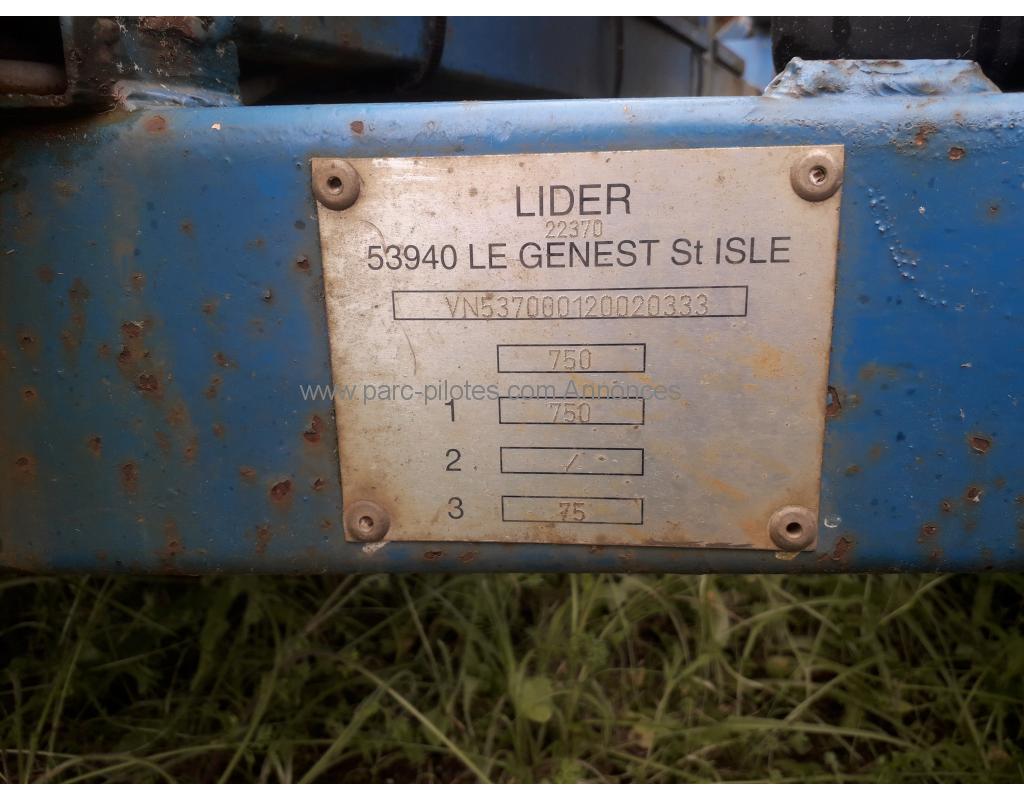 LIDER
22370
53940 LE GENEST St ISLE
VN537000120020333
750
www.parc-pilotes.com Annonces
1 750
2 /
3 75